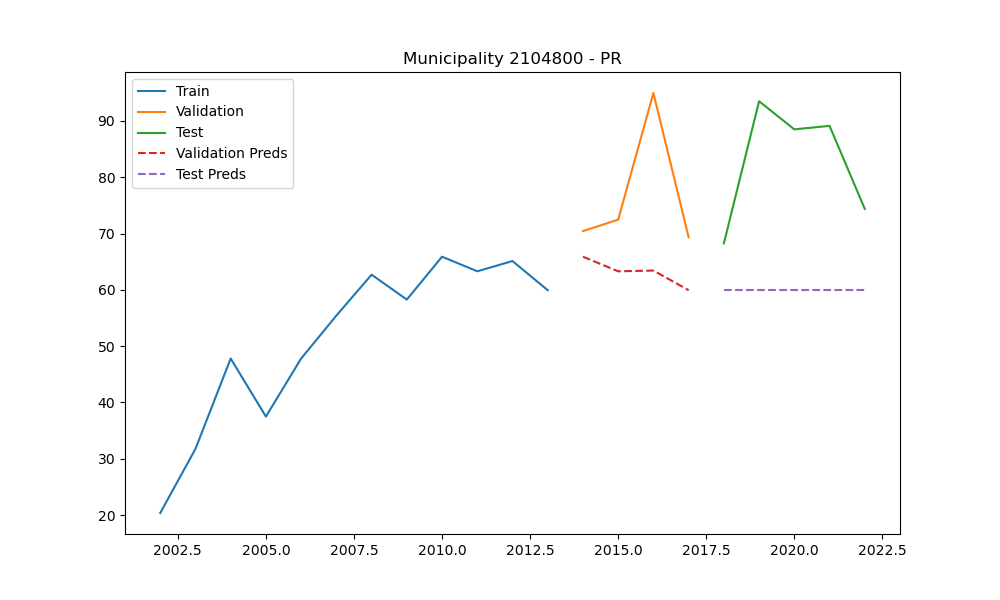 Municipality 2104800 - PR
Train
Validation
Test
Validation Preds
Test Preds
90
80
70
60
50
40
30
20
2002.5 2005.0 2007.5 2010.0 2012.5 2015.0 2017.5 2020.0 2022.5